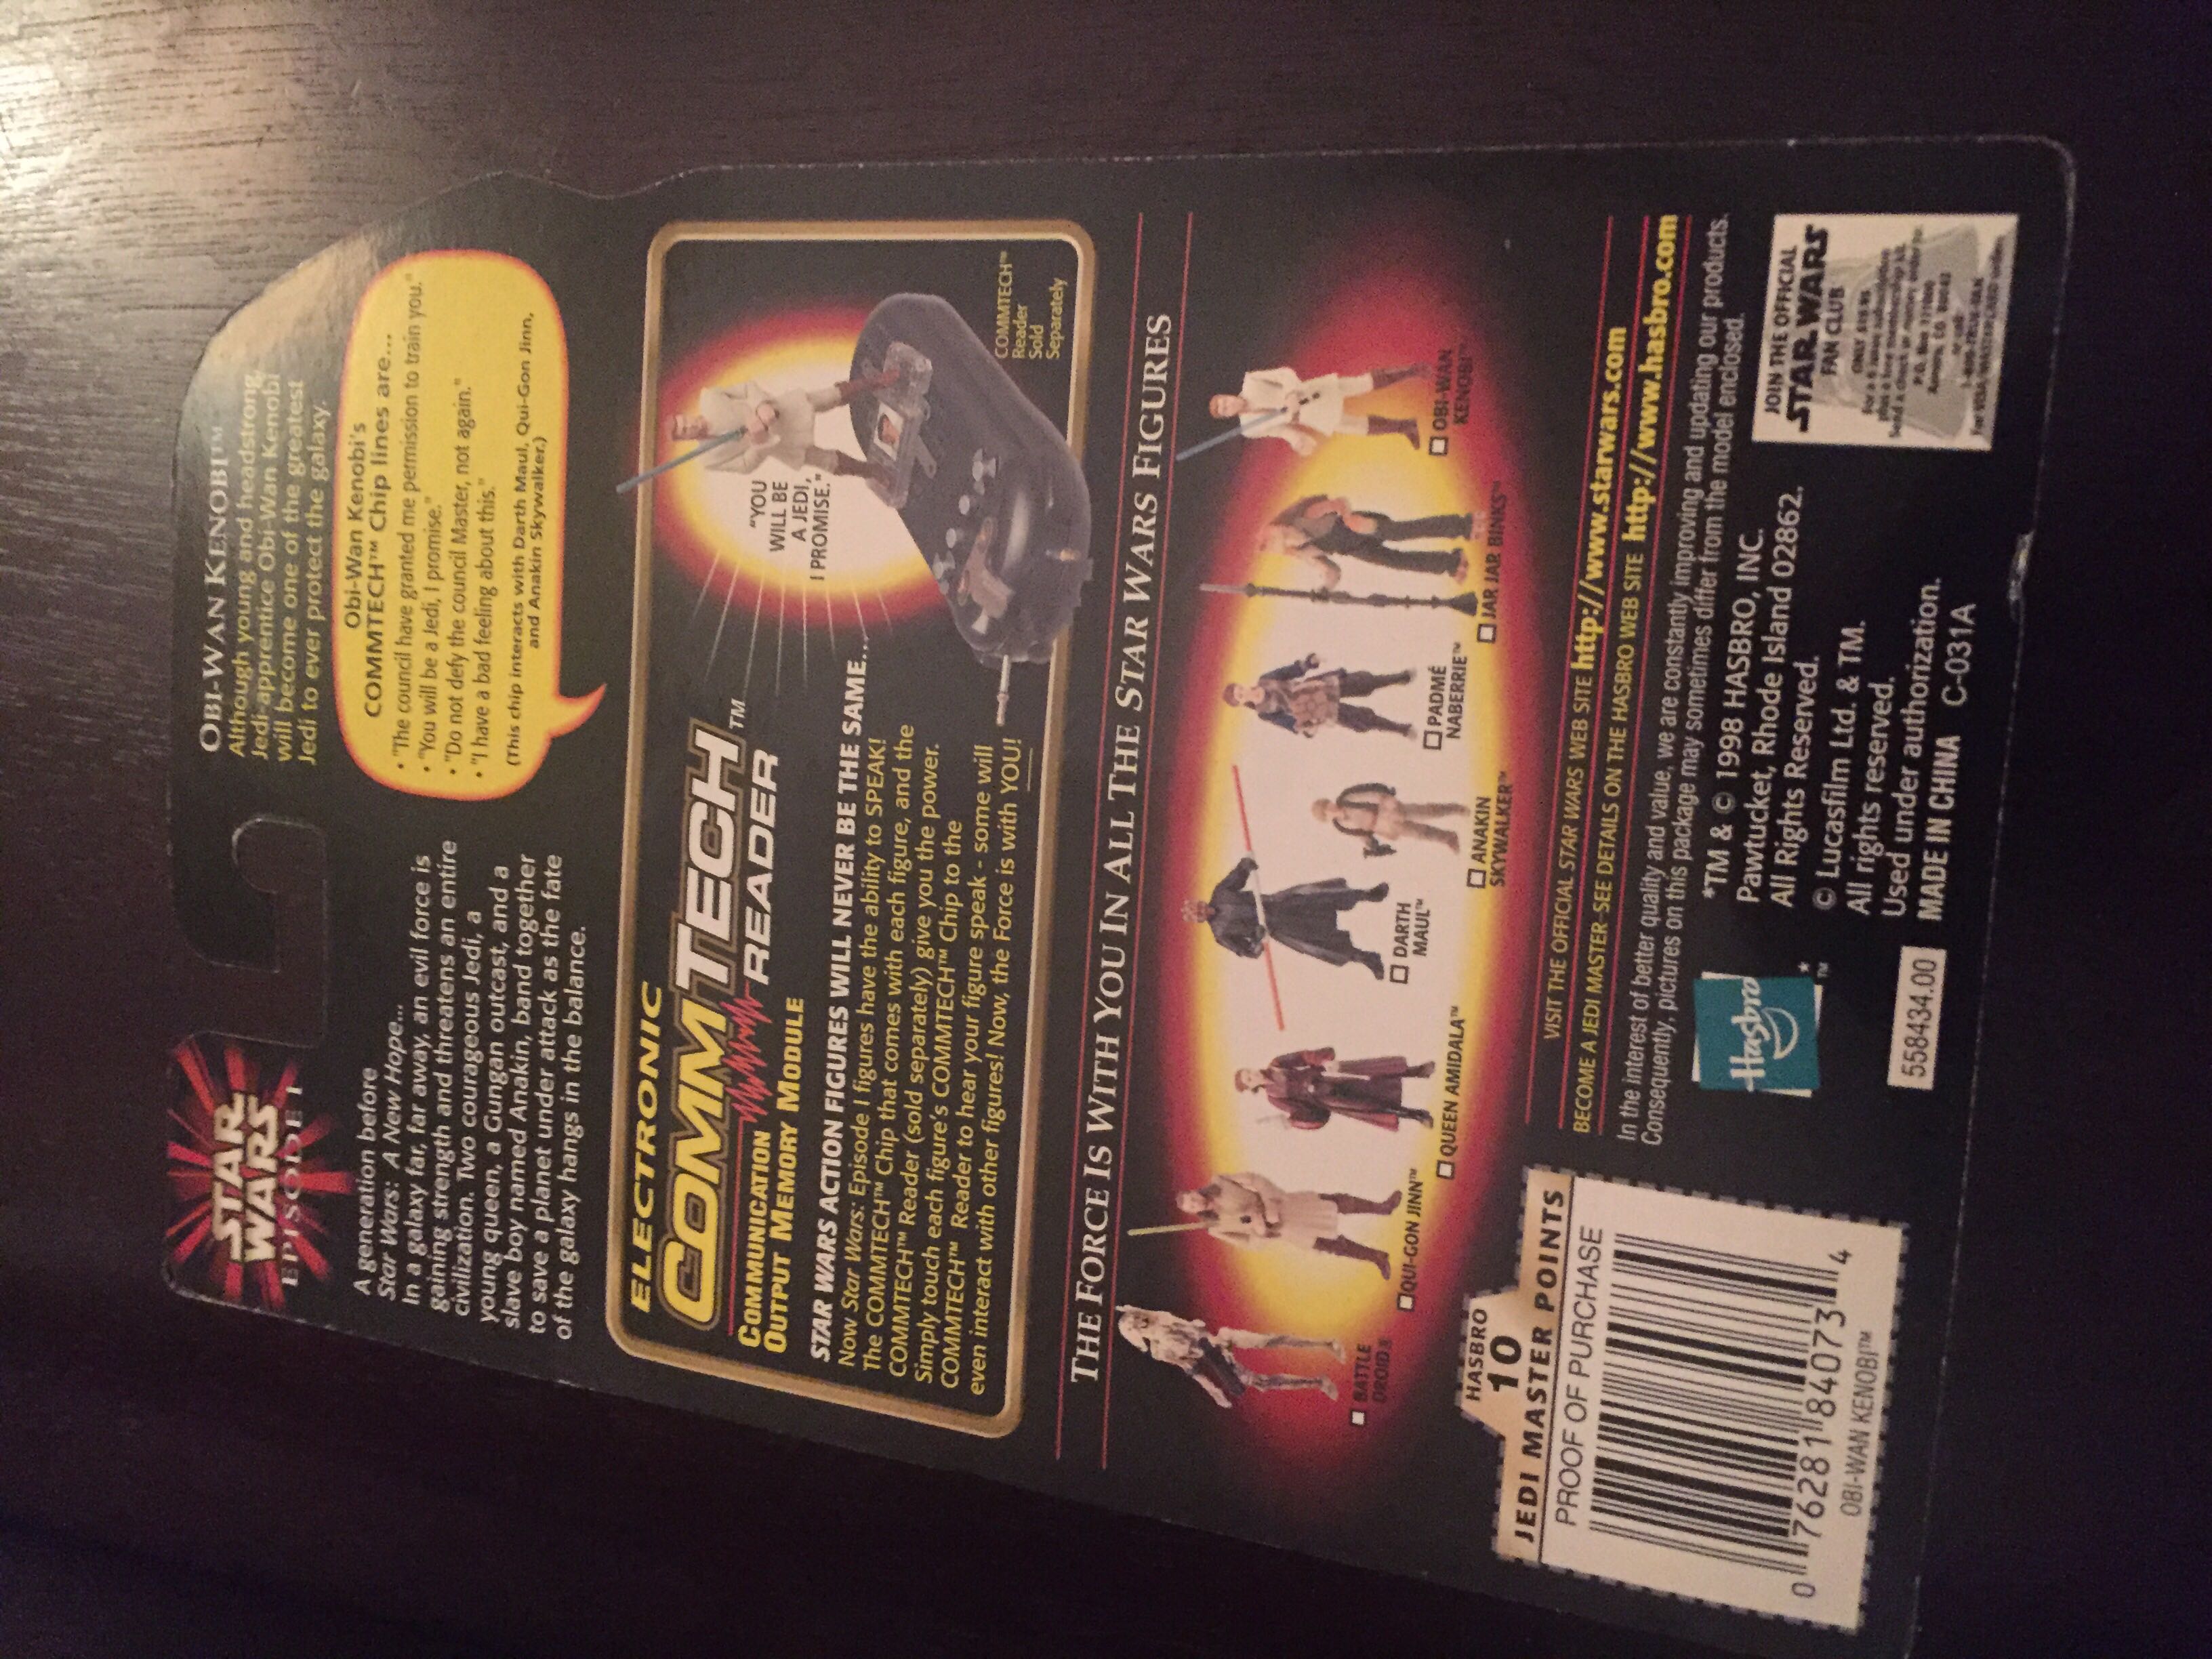 STAR
WARS
EPISODE I
A generation before
Star Wars: A New Hope...
In a galaxy far, far away, an evil force is
gaining strength and threatens an entire
civilization. Two courageous Jedi, a
young queen, a Gungan outcast, and a
slave boy named Anakin, band together
to save a planet under attack as the fate
of the galaxy hangs in the balance.
OBI-WAN KENOBI™
Although young and headstrong,
Jedi-apprentice Obi-Wan Kenobi
will become one of the greatest
Jedi to ever protect the galaxy.
Obi-Wan Kenobi's
COMMTECH™ Chip lines are...
• "The council have granted me permission to train you."
• "You will be a Jedi, I promise."
• "Do not defy the council Master, not again."
• "I have a bad feeling about this."
(This chip interacts with Darth Maul, Qui-Gon Jinn,
and Anakin Skywalker.)
ELECTRONIC
COMMTECH™
READER
COMMUNICATION
OUTPUT MEMORY MODULE
STAR WARS ACTION FIGURES WILL NEVER BE THE SAME...
Now Star Wars: Episode I figures have the ability to SPEAK!
The COMMTECH™ Chip that comes with each figure, and the
COMMTECH™ Reader (sold separately) give you the power.
Simply touch each figure's COMMTECH™ Chip to the
COMMTECH™ Reader to hear your figure speak - some will
even interact with other figures! Now, the Force is with YOU!
"YOU
WILL BE
A JEDI,
I PROMISE."
COMMTECH™
Reader
Sold
Separately
THE FORCE IS WITH YOU IN ALL THE STAR WARS FIGURES
BATTLE
DROID
QUI-GON JINN™
QUEEN AMIDALA™
DARTH
MAUL™
ANAKIN
SKYWALKER™
PADMÉ
NABERRIE™
JAR JAR BINKS™
OBI-WAN
KENOBI™
VISIT THE OFFICIAL STAR WARS WEB SITE http://www.starwars.com
BECOME A JEDI MASTER–SEE DETAILS ON THE HASBRO WEB SITE http://www.hasbro.com
In the interest of better quality and value, we are constantly improving and updating our products.
Consequently, pictures on this package may sometimes differ from the model enclosed.
HASBRO
10
JEDI MASTER POINTS
PROOF OF PURCHASE
0 76281 84073 4
OBI-WAN KENOBI™
Hasbro
*
™
558434.00
*TM & © 1998 HASBRO, INC.
Pawtucket, Rhode Island 02862.
All Rights Reserved.
© Lucasfilm Ltd. & TM.
All rights reserved.
Used under authorization.
MADE IN CHINA C-031A
JOIN THE OFFICIAL
STAR WARS
FAN CLUB